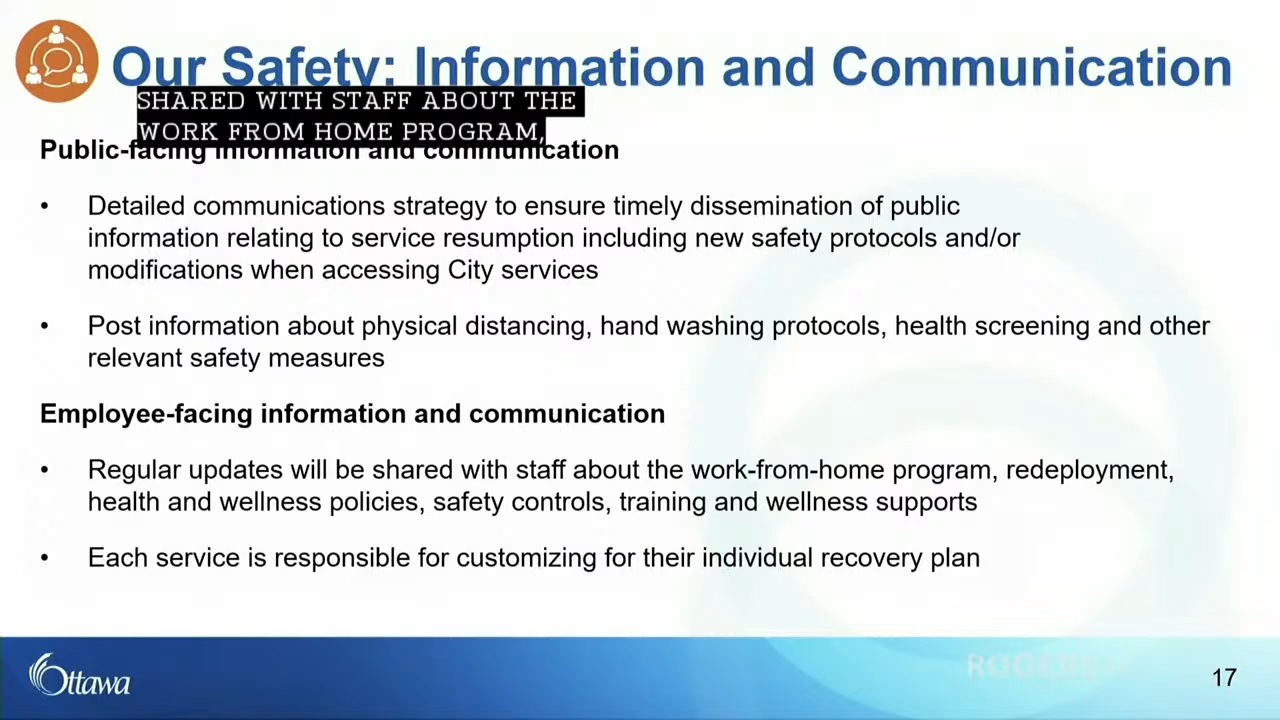 Our Safety: Information and Communication
SHARED WITH STAFF ABOUT THE
WORK FROM HOME PROGRAM,
Public-facing information and communication
• Detailed communications strategy to ensure timely dissemination of public
information relating to service resumption including new safety protocols and/or
modifications when accessing City services
• Post information about physical distancing, hand washing protocols, health screening and other
relevant safety measures
Employee-facing information and communication
• Regular updates will be shared with staff about the work-from-home program, redeployment,
health and wellness policies, safety controls, training and wellness supports
• Each service is responsible for customizing for their individual recovery plan
Ottawa
ROGERS
17